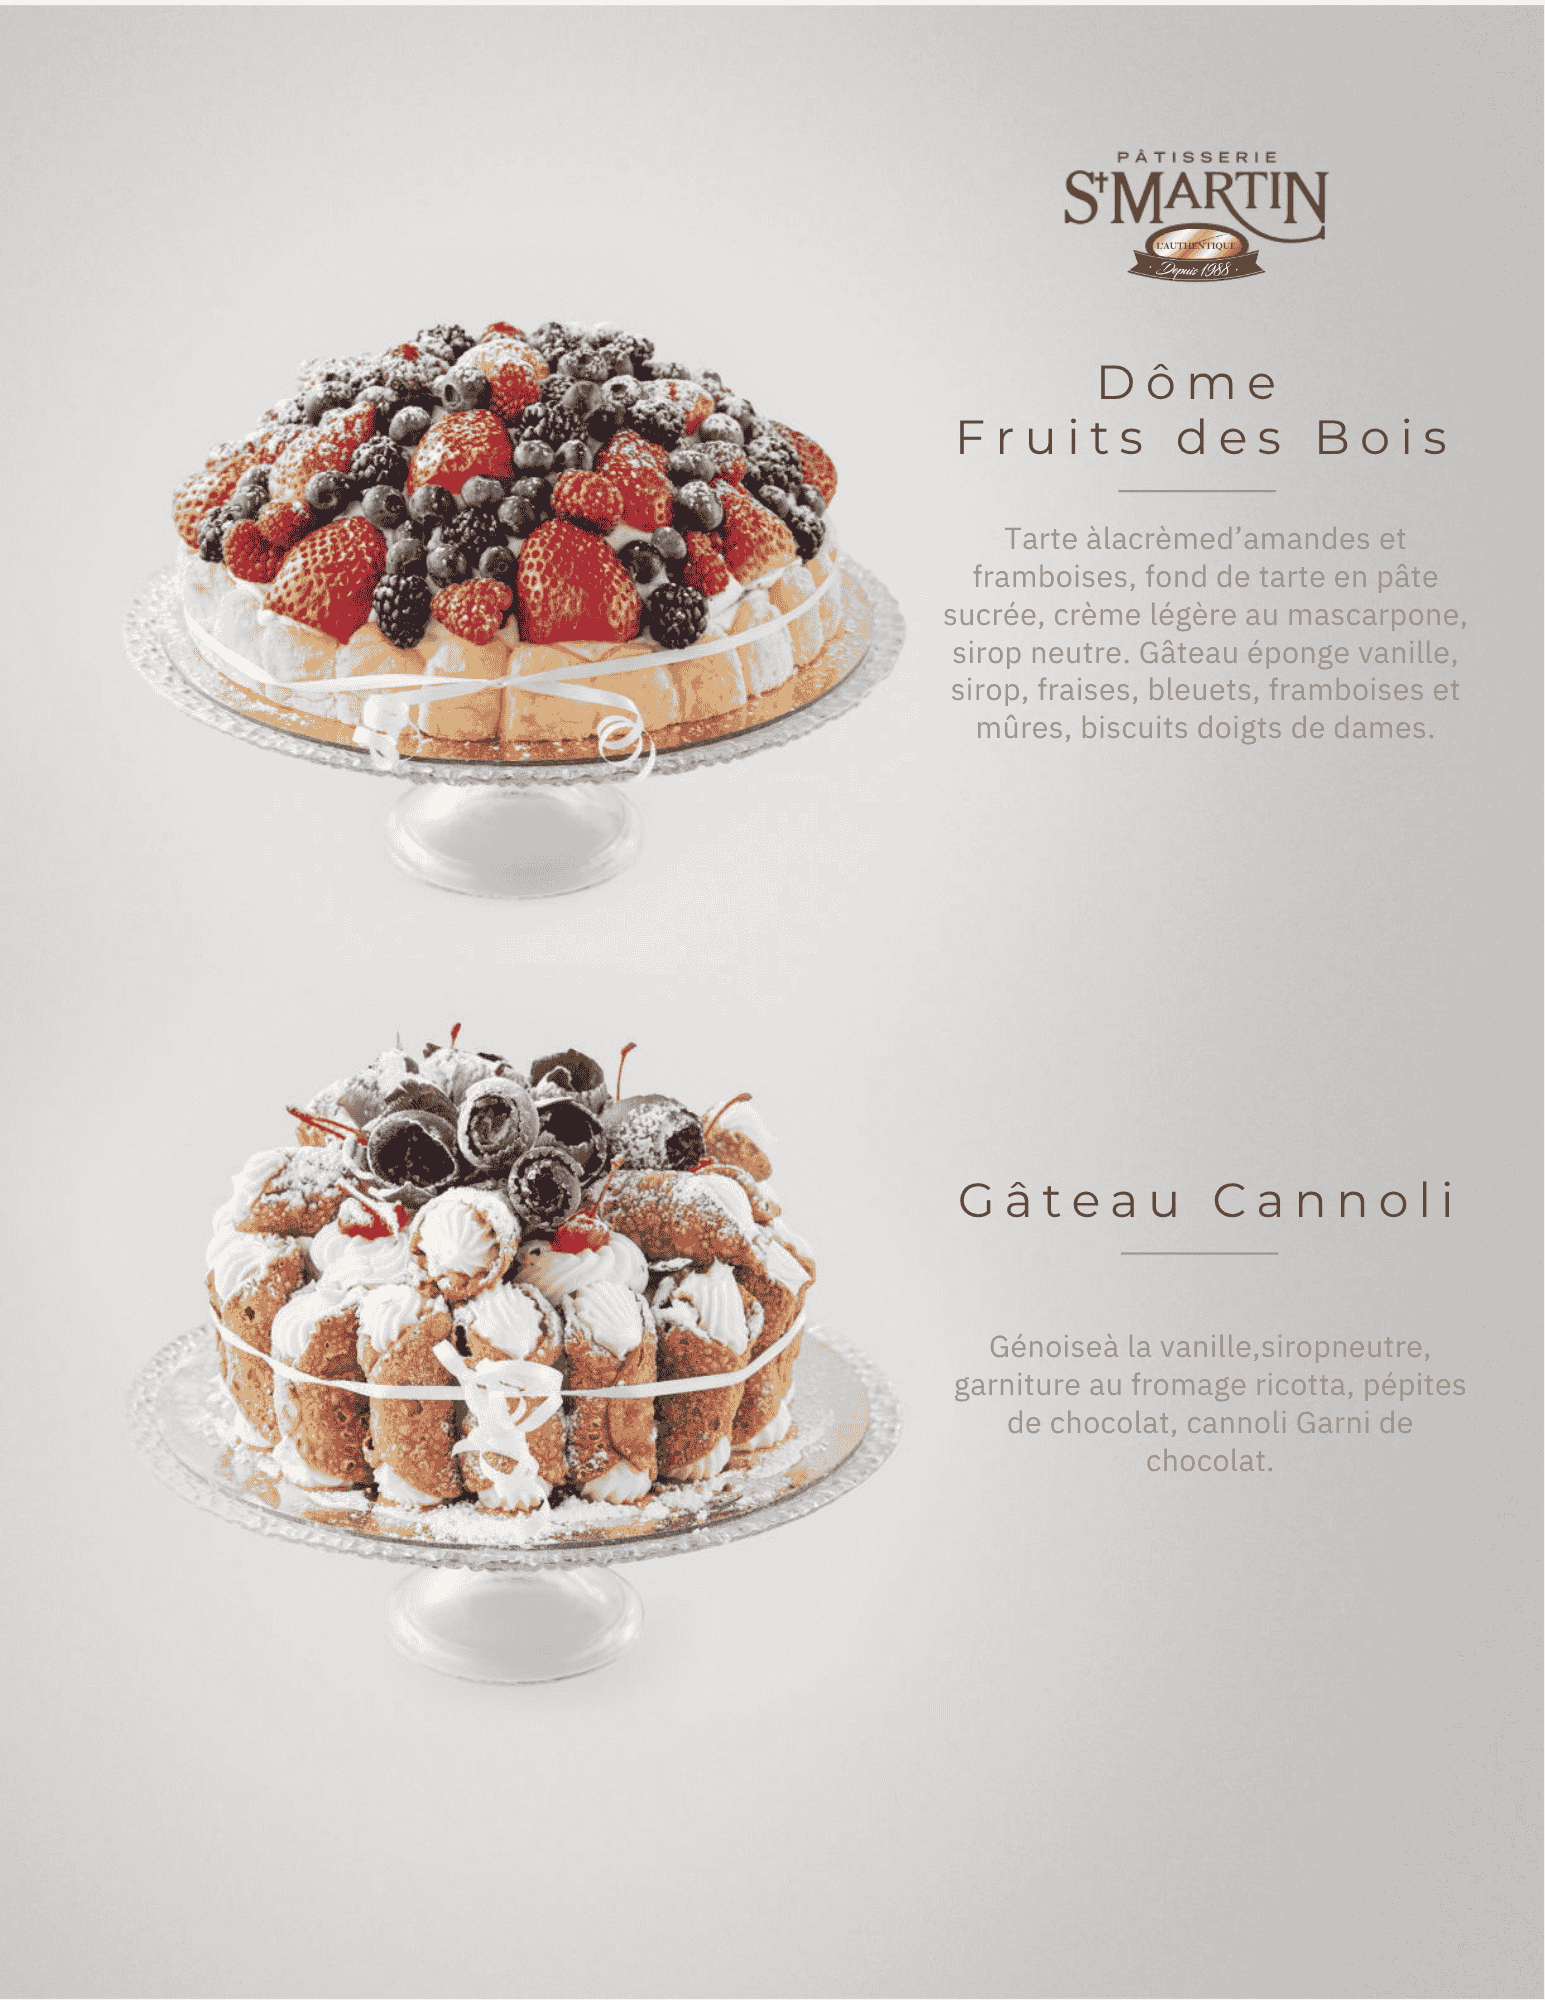 PÂTISSERIE
St MARTIN
L'AUTHENTIQUE
Depuis 1988
Dôme
Fruits des Bois
Tarte àlacrèmed’amandes et
framboises, fond de tarte en pâte
sucrée, crème légère au mascarpone,
sirop neutre. Gâteau éponge vanille,
sirop, fraises, bleuets, framboises et
mûres, biscuits doigts de dames.
Gâteau Cannoli
Génoiseà la vanille,siropneutre,
garniture au fromage ricotta, pépites
de chocolat, cannoli Garni de
chocolat.